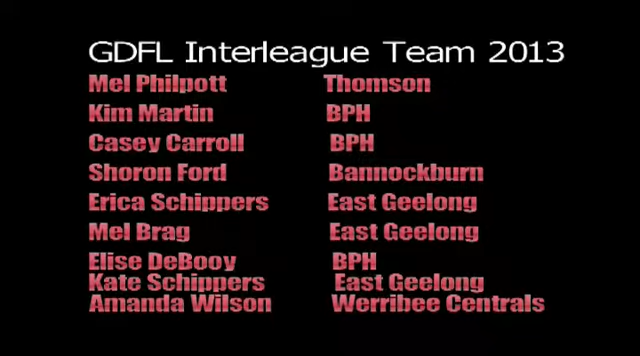 GDFL Interleague Team 2013
Mel Philpott Thomson
Kim Martin BPH
Casey Carroll BPH
Shoron Ford Bannockburn
Erica Schippers East Geelong
Mel Brag East Geelong
Elise DeBooy BPH
Kate Schippers East Geelong
Amanda Wilson Werribee Centrals